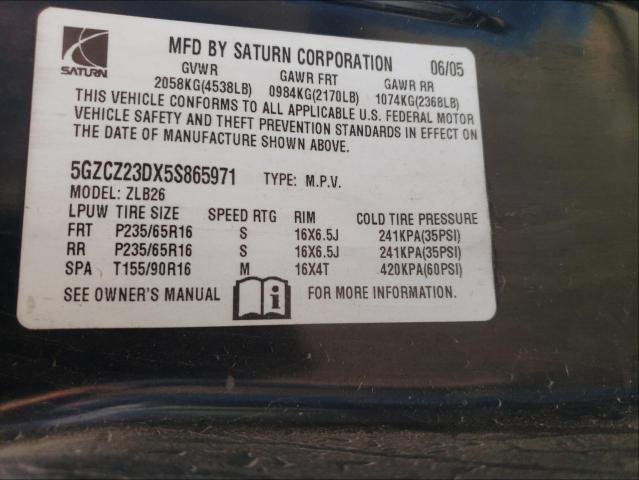 SATURN
MFD BY SATURN CORPORATION 06/05
GVWR GAWR FRT GAWR RR
2058KG(4538LB) 0984KG(2170LB) 1074KG(2368LB)
THIS VEHICLE CONFORMS TO ALL APPLICABLE U.S. FEDERAL MOTOR
VEHICLE SAFETY AND THEFT PREVENTION STANDARDS IN EFFECT ON
THE DATE OF MANUFACTURE SHOWN ABOVE.
5GZCZ23DX5S865971 TYPE: M.P.V.
MODEL: ZLB26
LPUW TIRE SIZE SPEED RTG RIM COLD TIRE PRESSURE
FRT P235/65R16 S 16X6.5J 241KPA(35PSI)
RR P235/65R16 S 16X6.5J 241KPA(35PSI)
SPA T155/90R16 M 16X4T 420KPA(60PSI)
SEE OWNER'S MANUAL i FOR MORE INFORMATION.